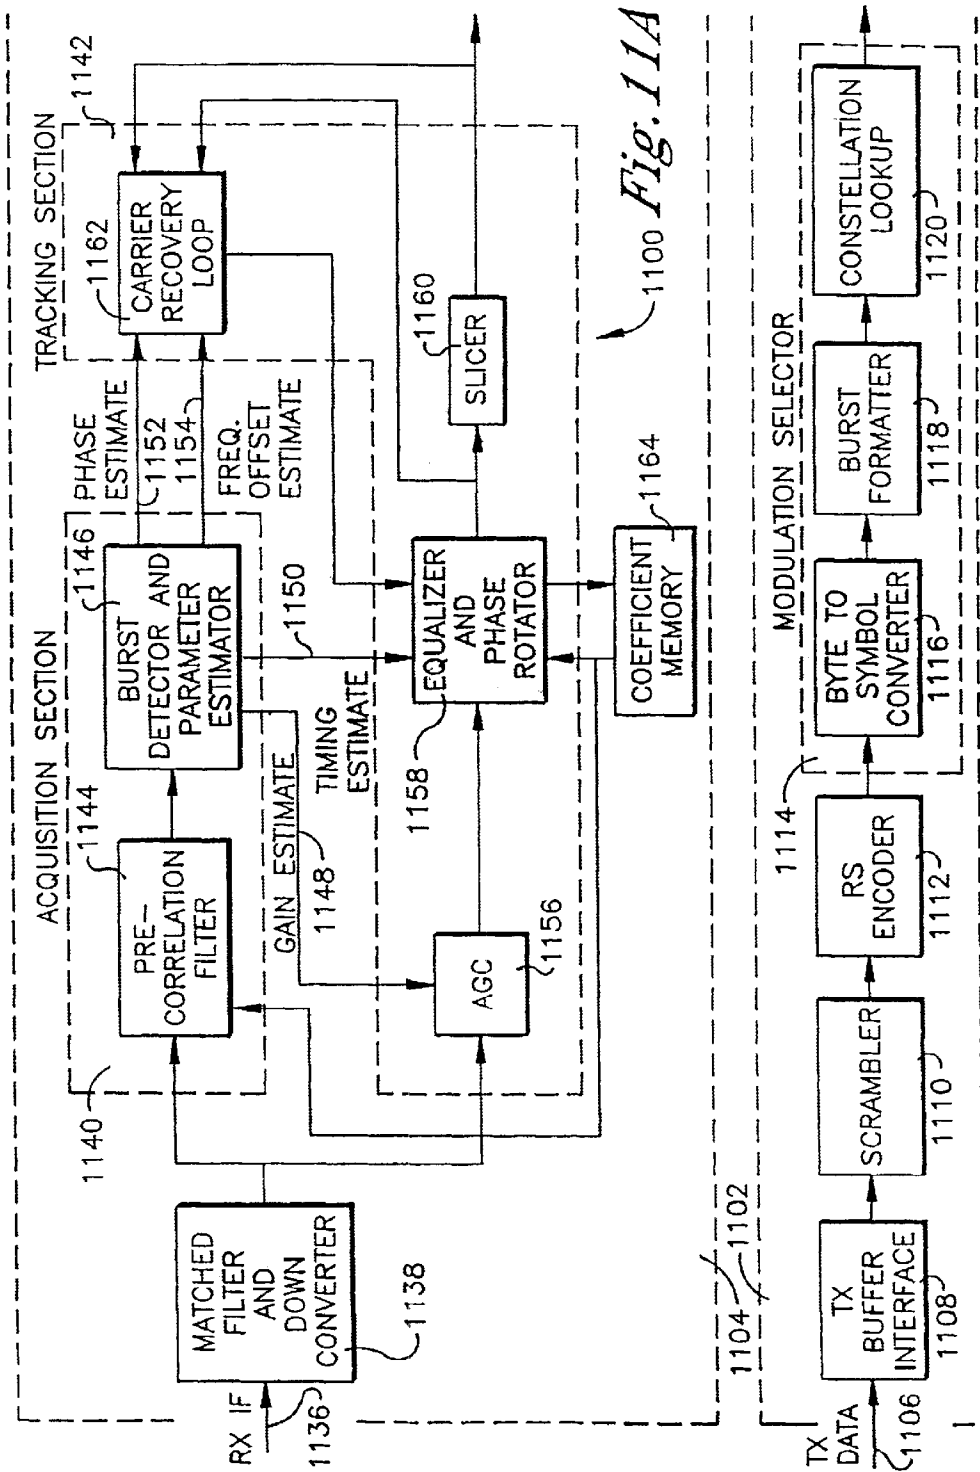 ACQUISITION SECTION
1140
1144
PRE-
CORRELATION
FILTER
1146
BURST
DETECTOR AND
PARAMETER
ESTIMATOR
PHASE
ESTIMATE
1152
1154
FREQ.
OFFSET
ESTIMATE
TRACKING SECTION
1142
1162
CARRIER
RECOVERY
LOOP
RX IF
1136
MATCHED
FILTER
AND
DOWN
CONVERTER
1138
GAIN ESTIMATE
1148
TIMING
ESTIMATE
1150
AGC
1156
1158
EQUALIZER
AND
PHASE
ROTATOR
SLICER
1160
COEFFICIENT
MEMORY
1164
1100
Fig. 11A
1104
1102
TX
DATA
1106
TX
BUFFER
INTERFACE
1108
SCRAMBLER
1110
RS
ENCODER
1112
1114
MODULATION SELECTOR
BYTE TO
SYMBOL
CONVERTER
1116
BURST
FORMATTER
1118
CONSTELLATION
LOOKUP
1120